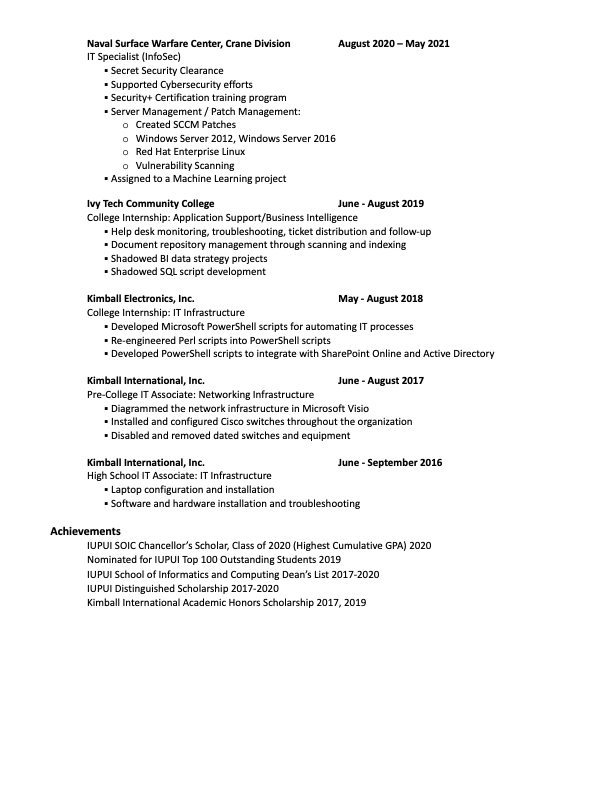 Naval Surface Warfare Center, Crane Division August 2020 – May 2021
IT Specialist (InfoSec)
▪ Secret Security Clearance
▪ Supported Cybersecurity efforts
▪ Security+ Certification training program
▪ Server Management / Patch Management:
o Created SCCM Patches
o Windows Server 2012, Windows Server 2016
o Red Hat Enterprise Linux
o Vulnerability Scanning
▪ Assigned to a Machine Learning project
Ivy Tech Community College June - August 2019
College Internship: Application Support/Business Intelligence
▪ Help desk monitoring, troubleshooting, ticket distribution and follow-up
▪ Document repository management through scanning and indexing
▪ Shadowed BI data strategy projects
▪ Shadowed SQL script development
Kimball Electronics, Inc. May - August 2018
College Internship: IT Infrastructure
▪ Developed Microsoft PowerShell scripts for automating IT processes
▪ Re-engineered Perl scripts into PowerShell scripts
▪ Developed PowerShell scripts to integrate with SharePoint Online and Active Directory
Kimball International, Inc. June - August 2017
Pre-College IT Associate: Networking Infrastructure
▪ Diagrammed the network infrastructure in Microsoft Visio
▪ Installed and configured Cisco switches throughout the organization
▪ Disabled and removed dated switches and equipment
Kimball International, Inc. June - September 2016
High School IT Associate: IT Infrastructure
▪ Laptop configuration and installation
▪ Software and hardware installation and troubleshooting
Achievements
IUPUI SOIC Chancellor's Scholar, Class of 2020 (Highest Cumulative GPA) 2020
Nominated for IUPUI Top 100 Outstanding Students 2019
IUPUI School of Informatics and Computing Dean's List 2017-2020
IUPUI Distinguished Scholarship 2017-2020
Kimball International Academic Honors Scholarship 2017, 2019